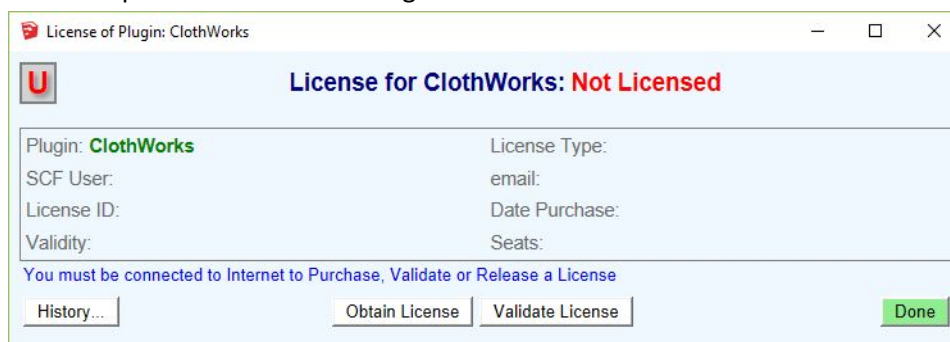 License of Plugin: ClothWorks
U
License for ClothWorks: Not Licensed
Plugin: ClothWorks
License Type:
SCF User:
email:
License ID:
Date Purchase:
Validity:
Seats:
You must be connected to Internet to Purchase, Validate or Release a License
History...
Obtain License
Validate License
Done